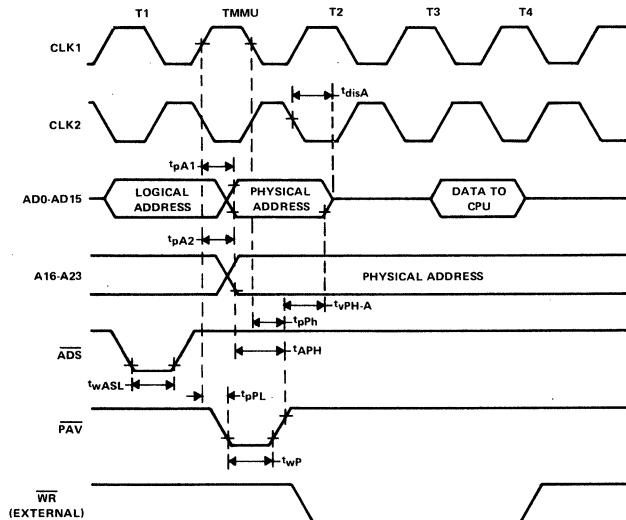 T1 TMMU T2 T3 T4
CLK1
tdisA
CLK2
tpA1
AD0-AD15
LOGICAL ADDRESS
PHYSICAL ADDRESS
DATA TO CPU
tpA2
A16-A23
PHYSICAL ADDRESS
tvPH-A
tpPh
ADS
tAPH
twASL
tpPL
PAV
twP
WR
(EXTERNAL)